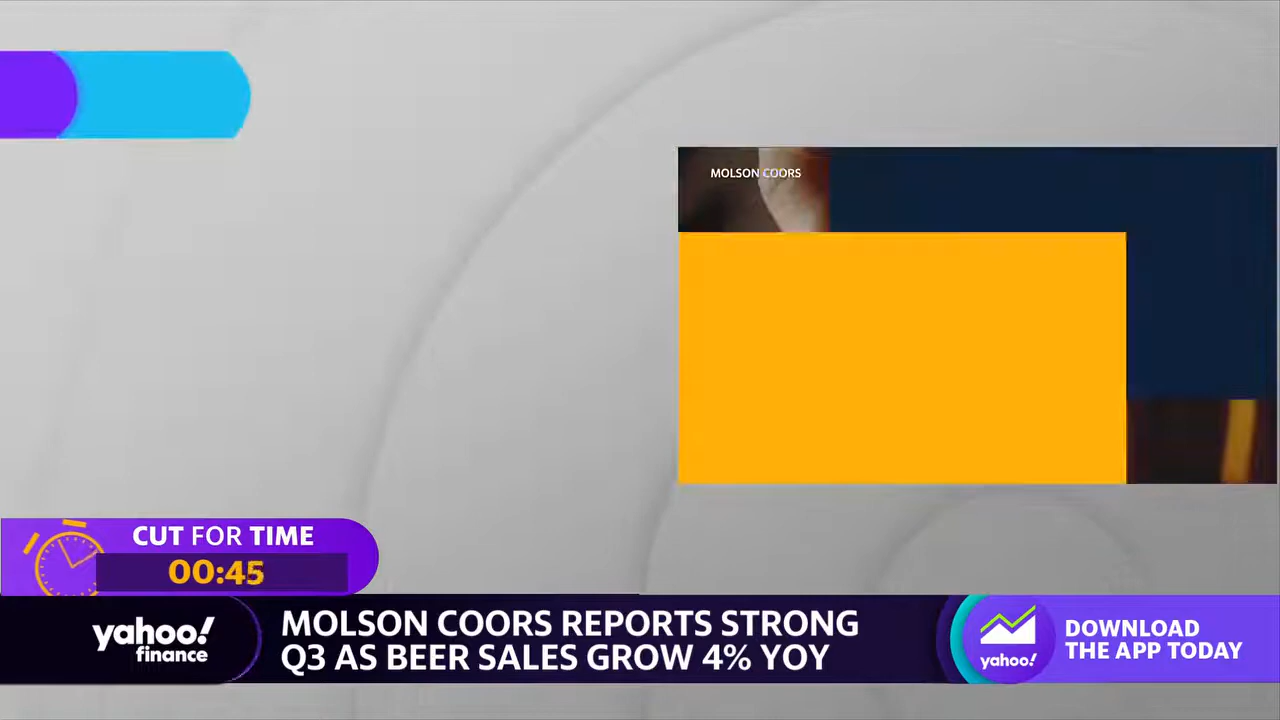 MOLSON COORS
CUT FOR TIME
00:45
yahoo!
finance
MOLSON COORS REPORTS STRONG
Q3 AS BEER SALES GROW 4% YOY
yahoo!
DOWNLOAD
THE APP TODAY